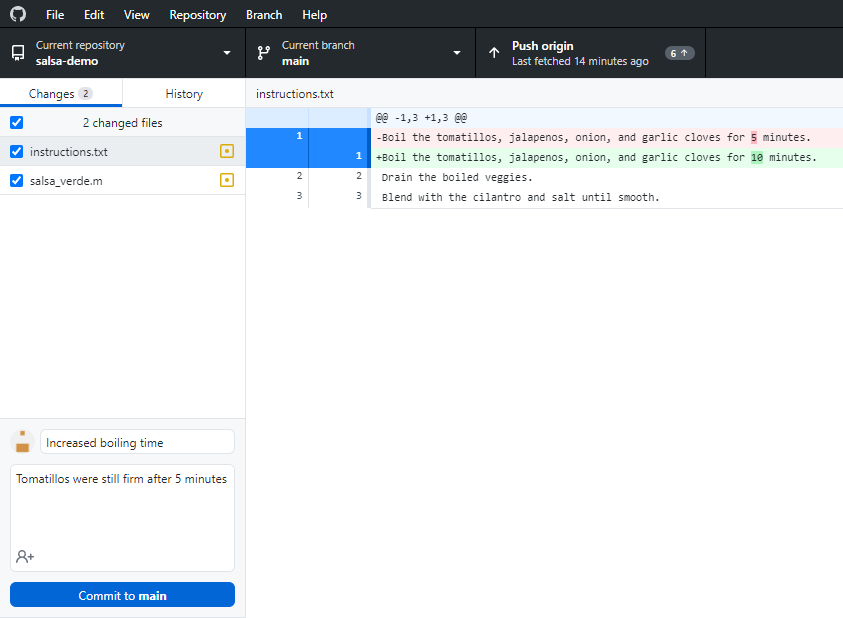 File Edit View Repository Branch Help
Current repository
salsa-demo
Current branch
main
Push origin
Last fetched 14 minutes ago
6
Changes 2
History
instructions.txt
2 changed files
instructions.txt
salsa_verde.m
@@ -1,3 +1,3 @@
1 -Boil the tomatillos, jalapenos, onion, and garlic cloves for 5 minutes.
1 +Boil the tomatillos, jalapenos, onion, and garlic cloves for 10 minutes.
2 2 Drain the boiled veggies.
3 3 Blend with the cilantro and salt until smooth.
Increased boiling time
Tomatillos were still firm after 5 minutes
Commit to main